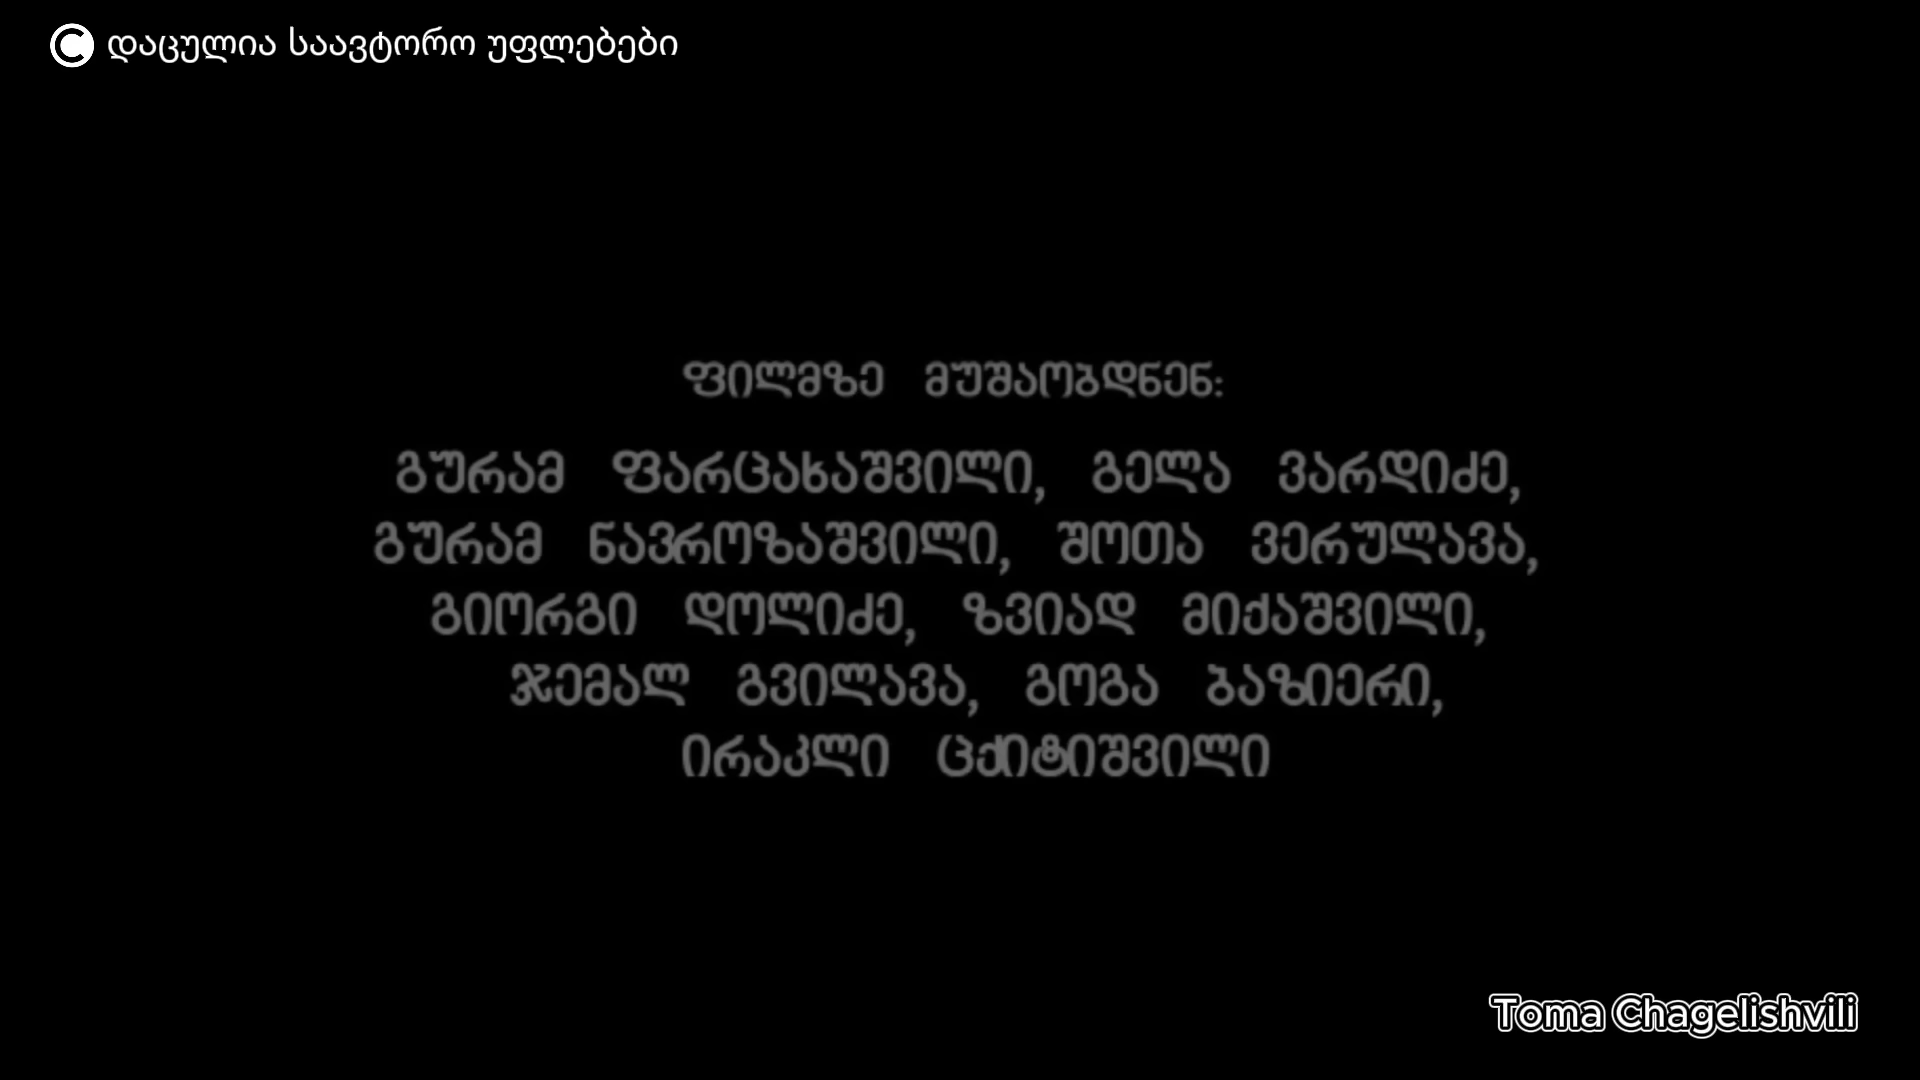 © დაცულია საავტორო უფლებები
ფილმზე მუშაობდნენ:
გურამ ფარცახაშვილი, გელა ვარდიძე,
გურამ ნავროზაშვილი, შოთა ვერულავა,
გიორგი დოლიძე, ზვიად მიქაშვილი,
ჯემალ გვილავა, გოგა ბაზიერი,
ირაკლი ცქიტიშვილი
Toma Chagelishvili